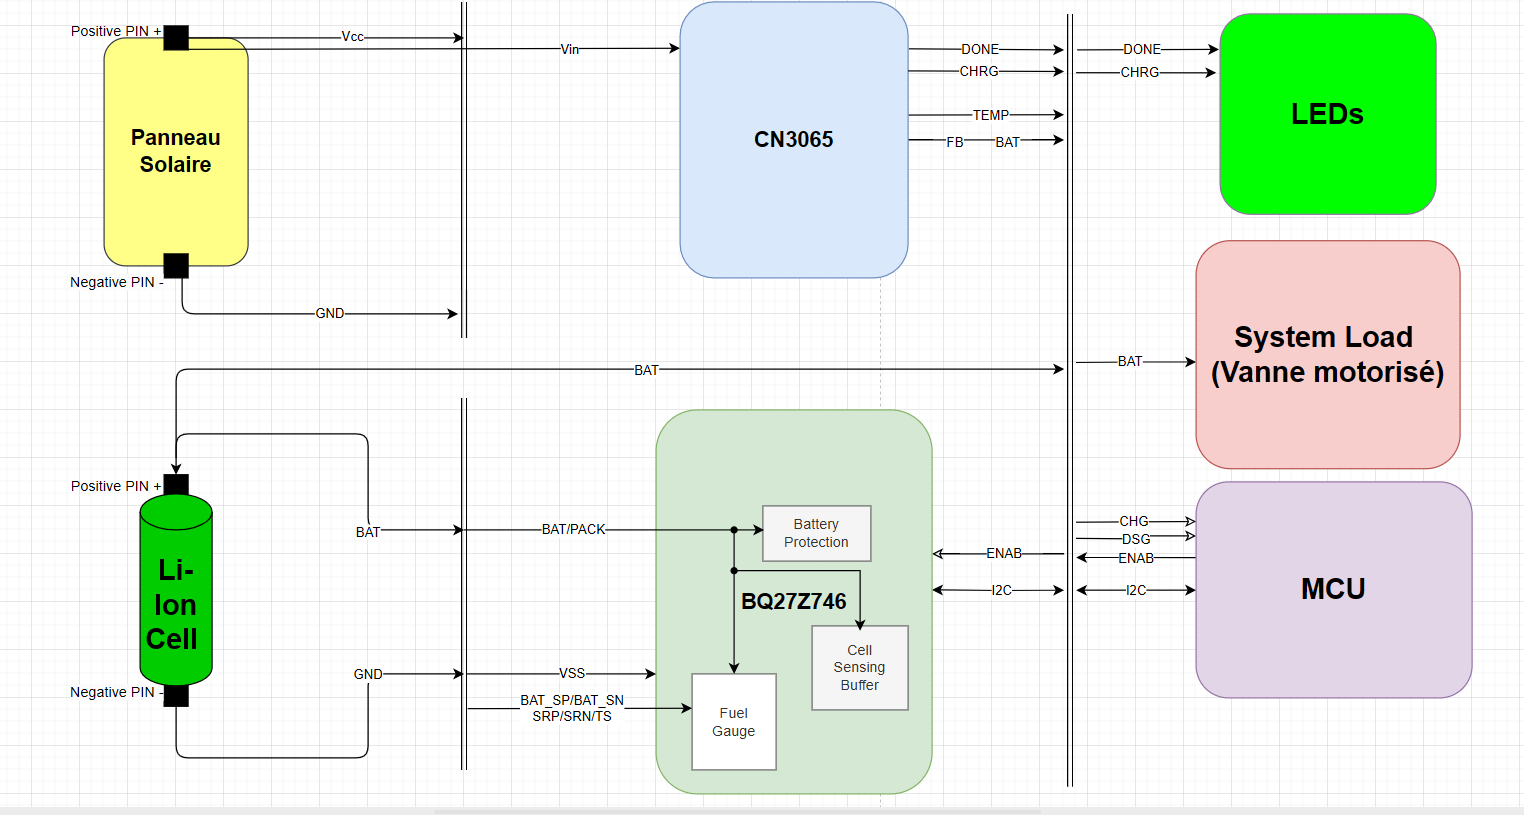 Positive PIN +
Vcc
Vin
Panneau
Solaire
Negative PIN -
GND
CN3065
DONE
CHRG
TEMP
FB
BAT
DONE
CHRG
LEDs
BAT
BAT
System Load
(Vanne motorisé)
Positive PIN +
Li-
Ion
Cell
Negative PIN -
BAT
GND
BAT/PACK
VSS
BAT_SP/BAT_SN
SRP/SRN/TS
Battery
Protection
BQ27Z746
Cell
Sensing
Buffer
Fuel
Gauge
ENAB
I2C
CHG
DSG
ENAB
I2C
MCU